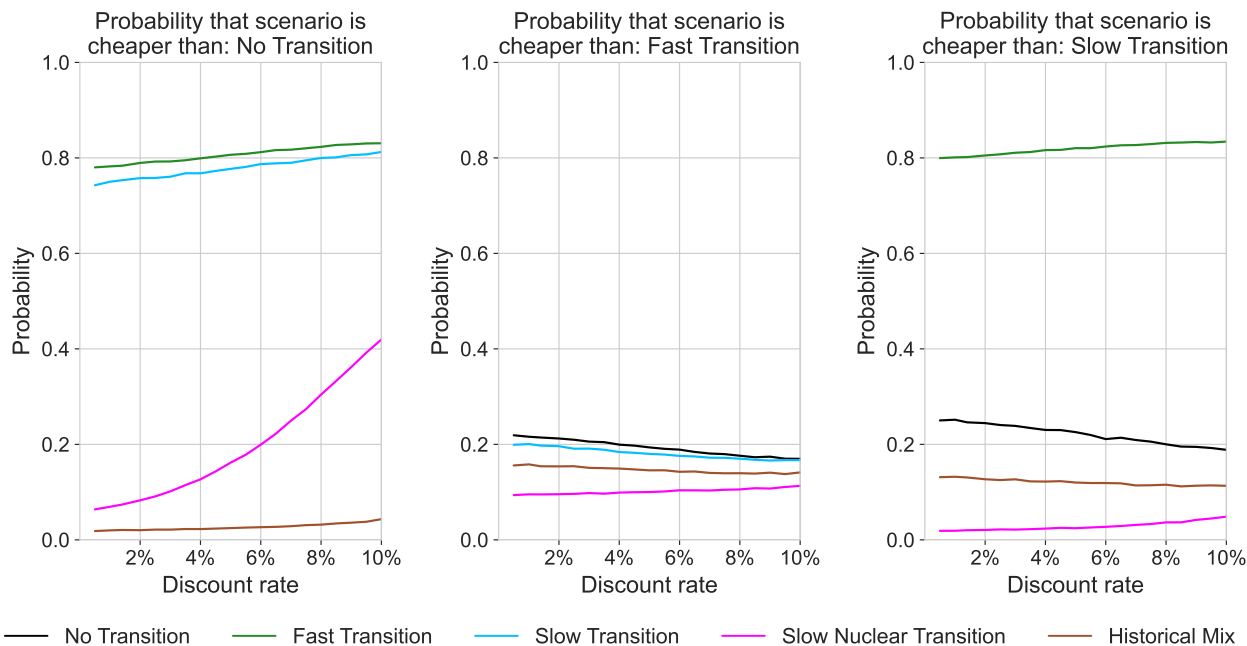 Probability that scenario is
cheaper than: No Transition
1.0
0.8
0.6
0.4
0.2
0.0
Probability
2% 4% 6% 8% 10%
Discount rate
Probability that scenario is
cheaper than: Fast Transition
1.0
0.8
0.6
0.4
0.2
0.0
Probability
2% 4% 6% 8% 10%
Discount rate
Probability that scenario is
cheaper than: Slow Transition
1.0
0.8
0.6
0.4
0.2
0.0
Probability
2% 4% 6% 8% 10%
Discount rate
No Transition Fast Transition Slow Transition Slow Nuclear Transition Historical Mix